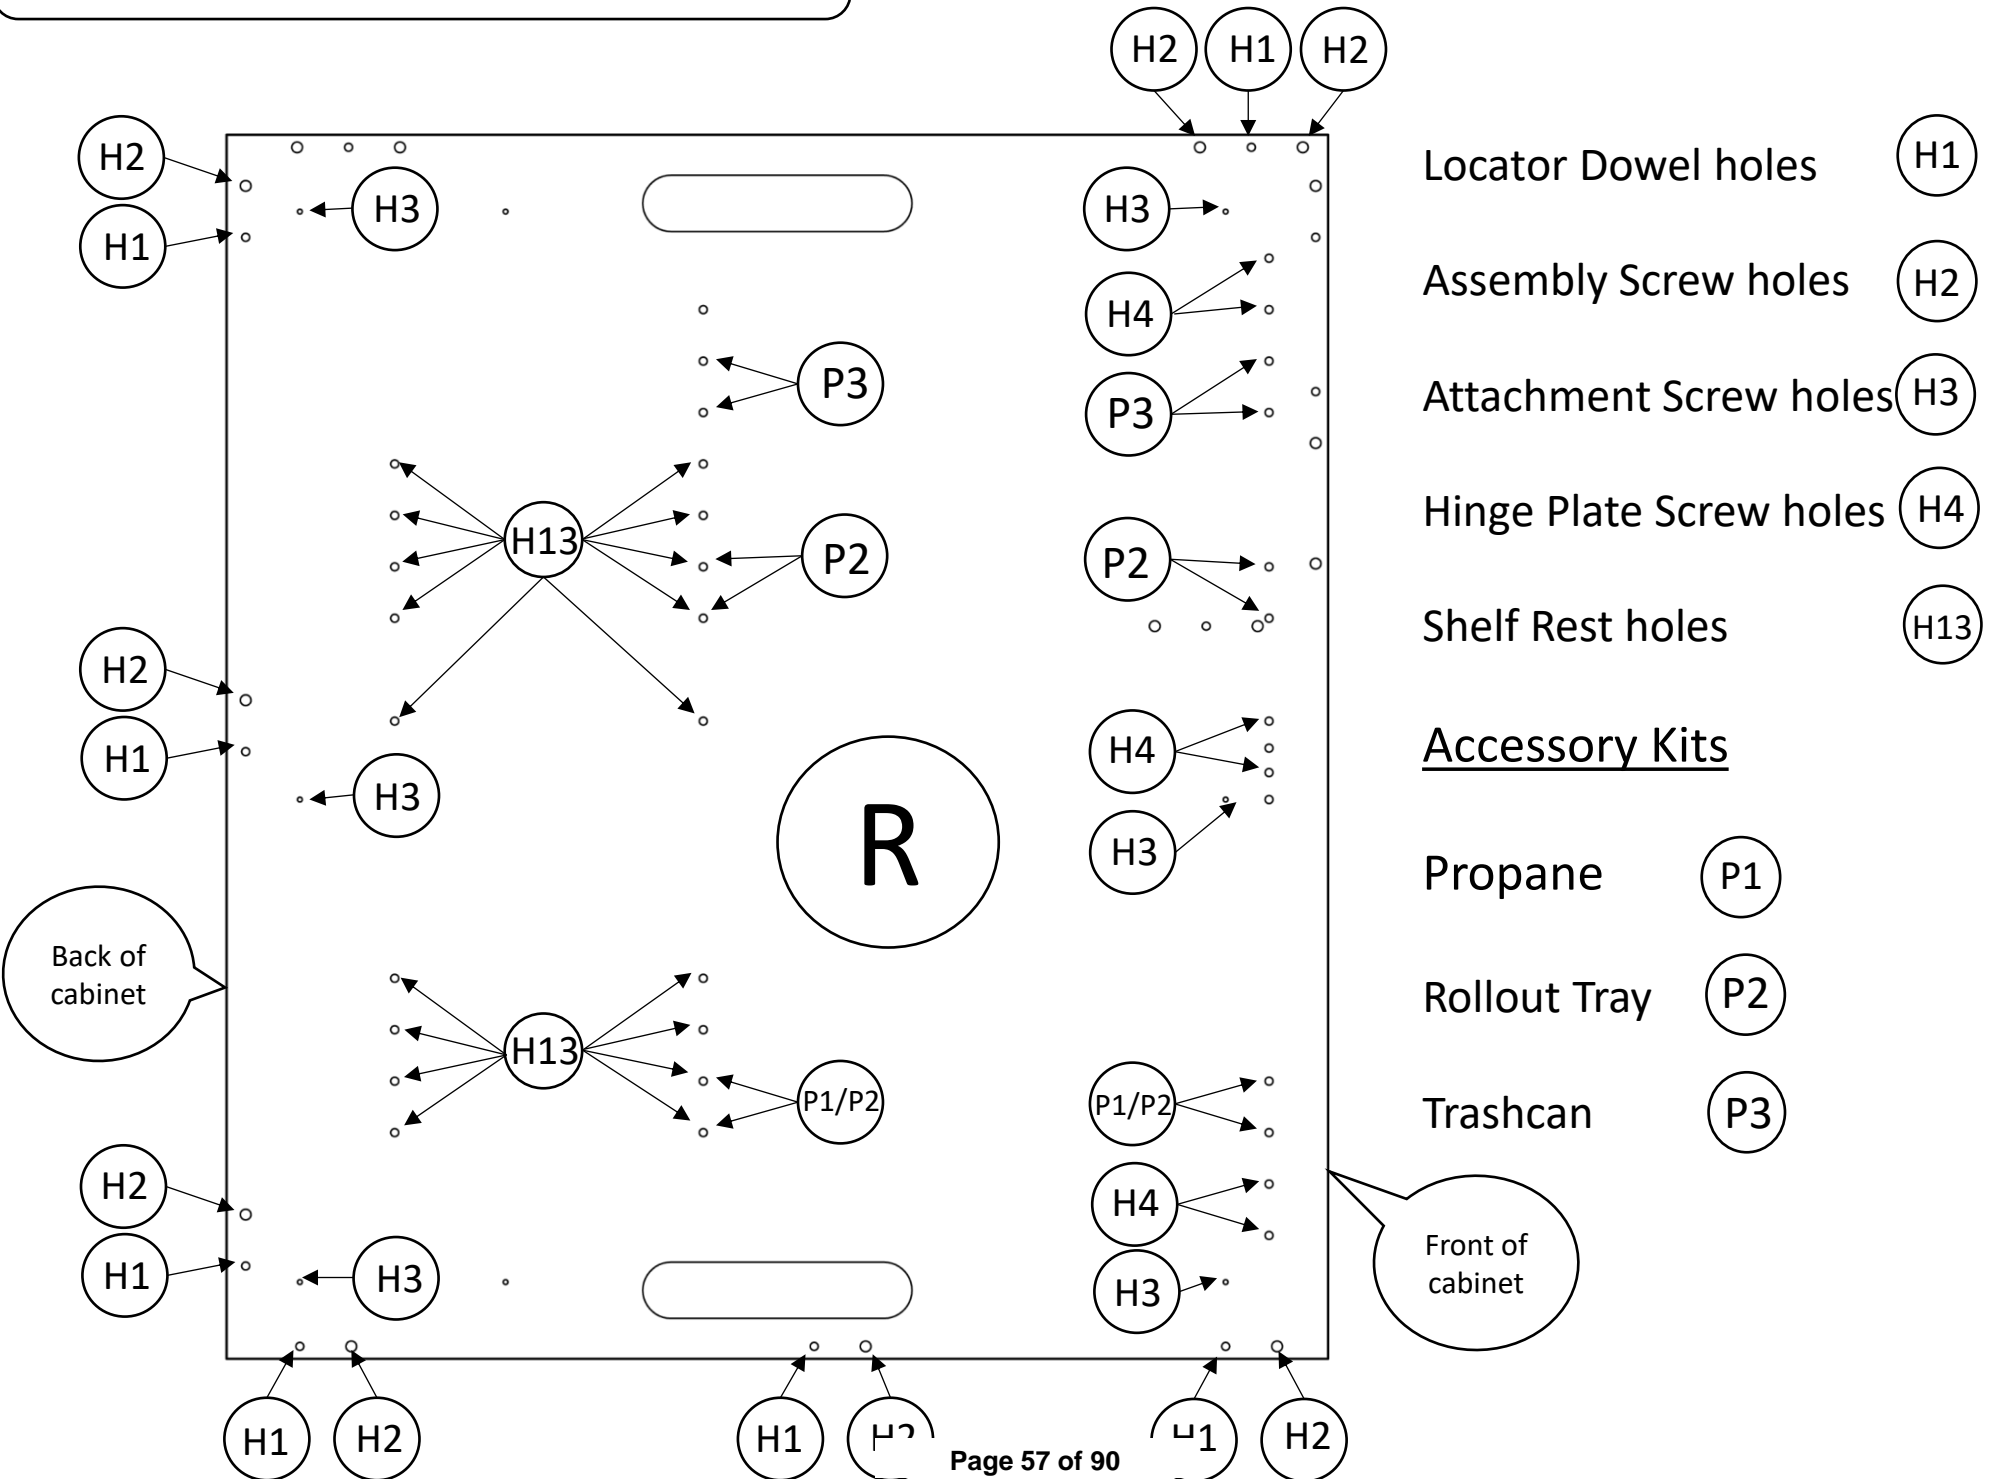 H2 H1 H2
H2
H1
H3
H3
H4
P3
P3
H13
P2
P2
H2
H1
H3
H4
H3
R
Back of
cabinet
H13
P1/P2
P1/P2
H2
H1
H3
H4
H3
Front of
cabinet
H1 H2 H1 H2 H1 H2
Locator Dowel holes H1
Assembly Screw holes H2
Attachment Screw holes H3
Hinge Plate Screw holes H4
Shelf Rest holes H13
Accessory Kits
Propane P1
Rollout Tray P2
Trashcan P3
Page 57 of 90